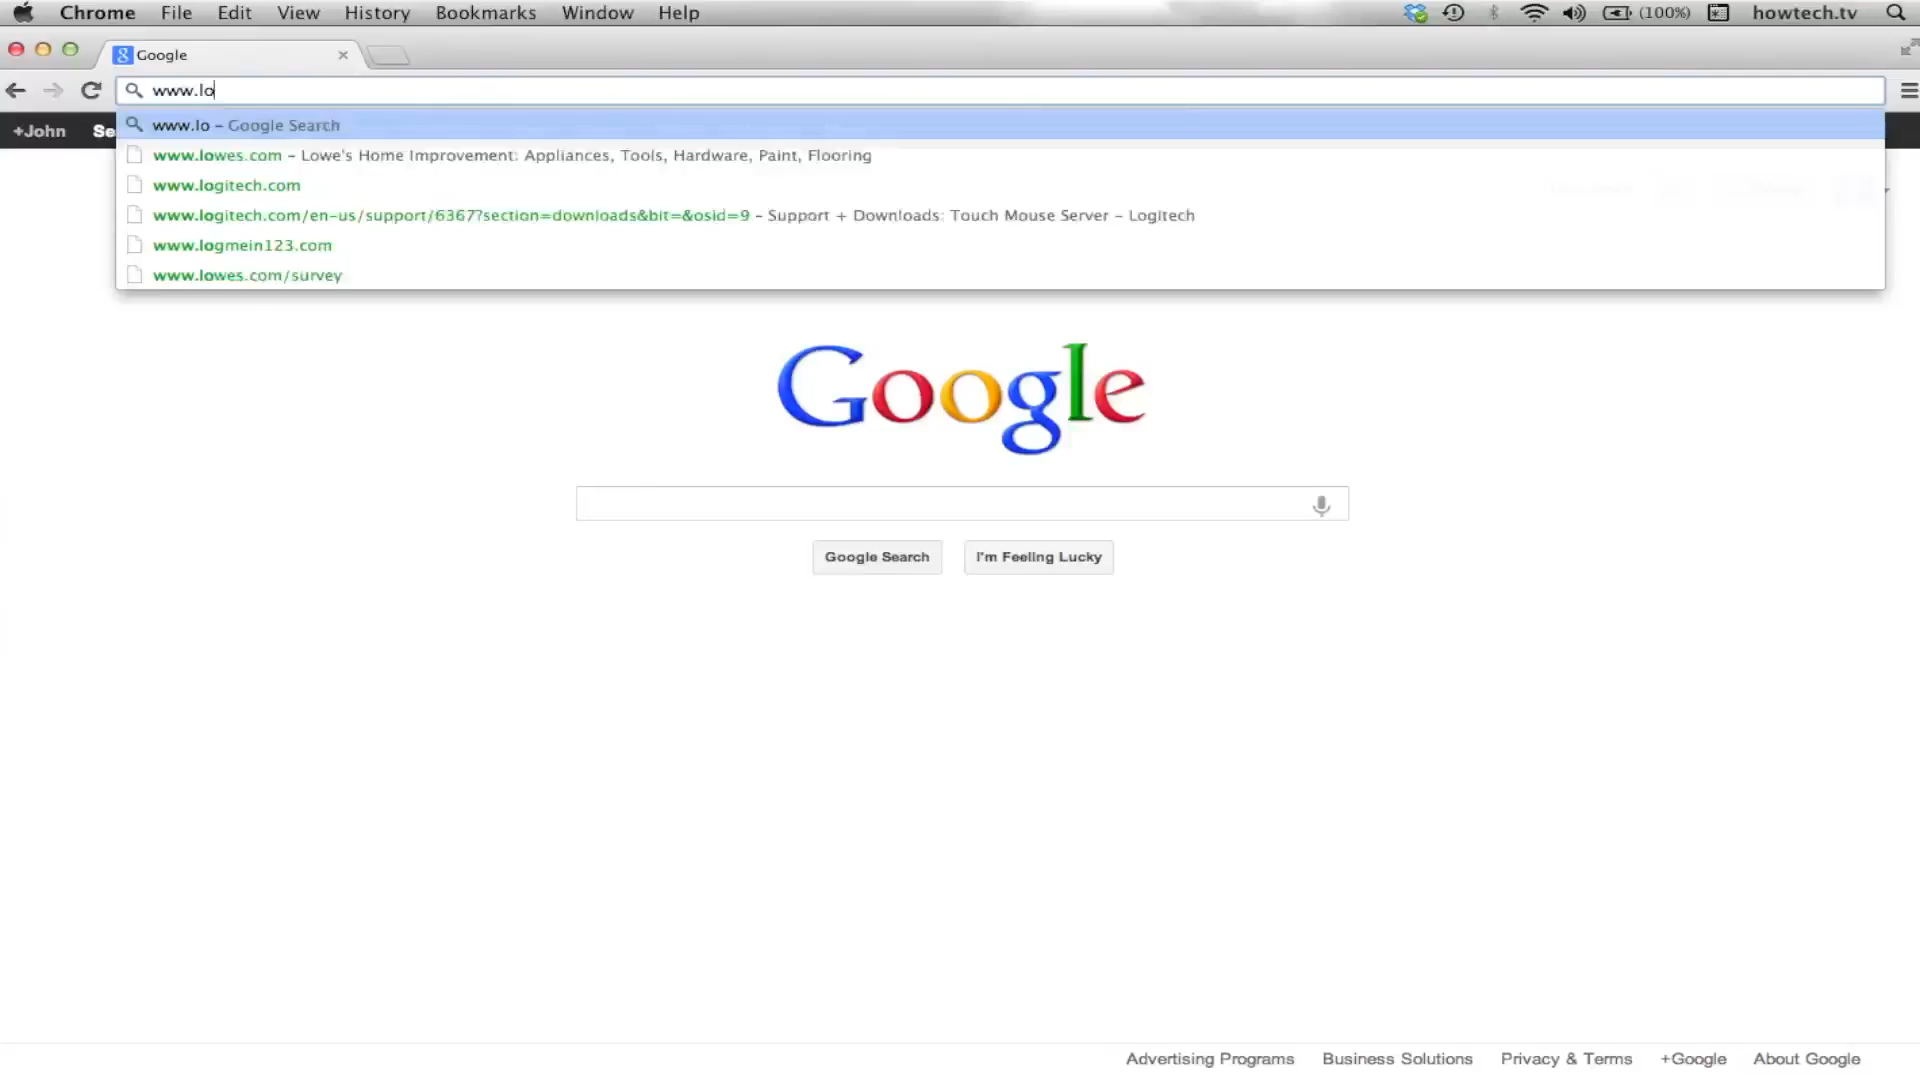 Chrome File Edit View History Bookmarks Window Help (100%) howtech.tv
Google
www.lo
+John Se
www.lo – Google Search
www.lowes.com – Lowe's Home Improvement: Appliances, Tools, Hardware, Paint, Flooring
www.logitech.com
www.logitech.com/en-us/support/6367?section=downloads&bit=&osid=9 – Support + Downloads: Touch Mouse Server – Logitech
www.logmein123.com
www.lowes.com/survey
Google
Google Search I'm Feeling Lucky
Advertising Programs Business Solutions Privacy & Terms +Google About Google